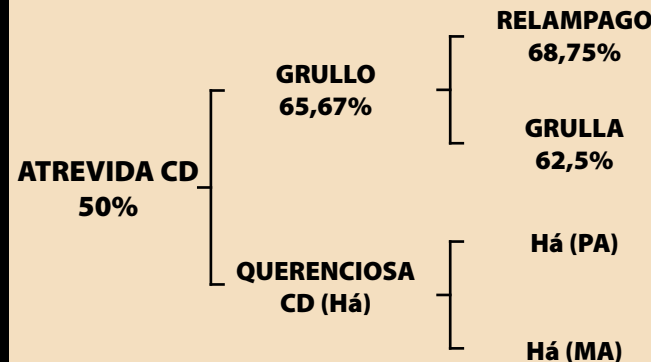 RELAMPAGO
68,75%
GRULLO
65,67%
GRULLA
62,5%
ATREVIDA CD
50%
Há (PA)
QUERENCIOSA
CD (Há)
Há (MA)